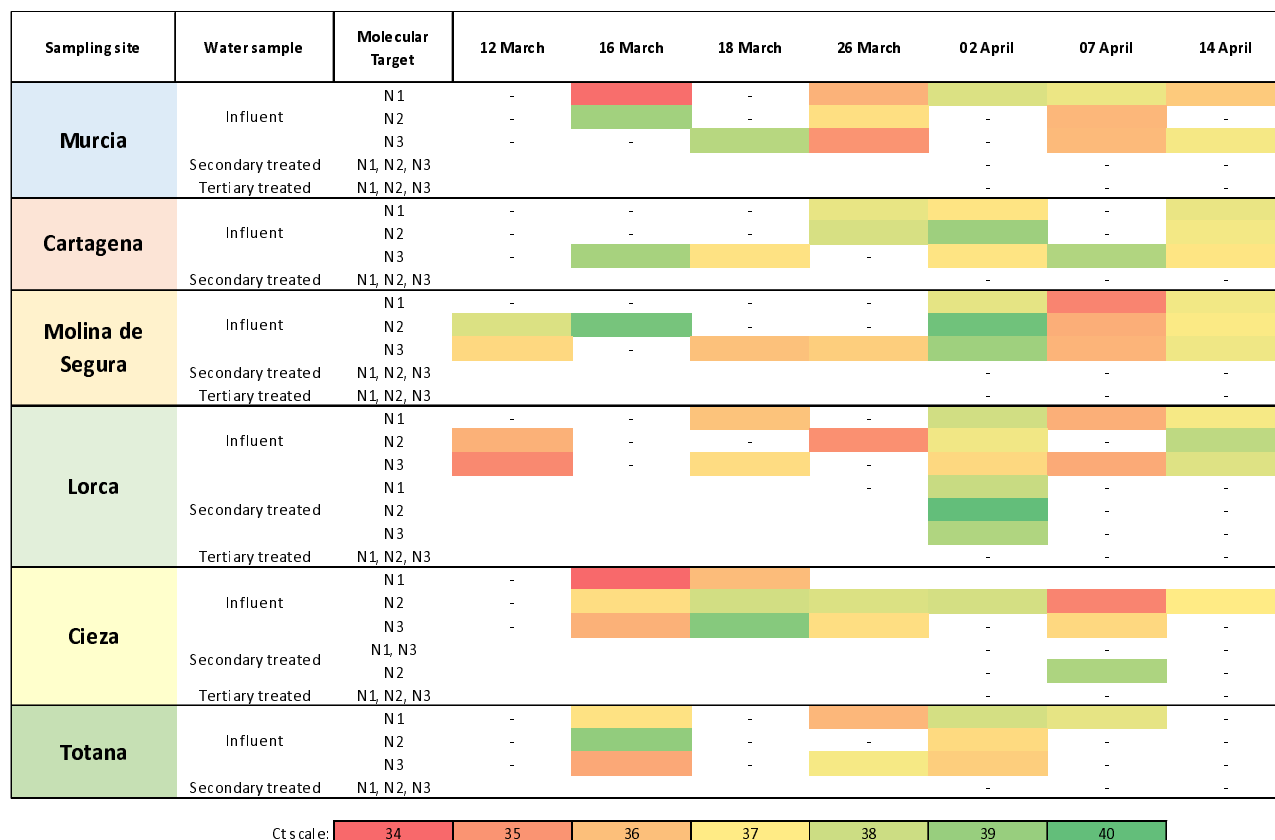 Sampling site Water sample Molecular Target 12 March 16 March 18 March 26 March 02 April 07 April 14 April
Murcia
Influent
N1 - - 
N2 - - - -
N3 - - -
Secondary treated N1, N2, N3 - - -
Tertiary treated N1, N2, N3 - - -
Cartagena
Influent
N1 - - - -
N2 - - - -
N3 - -
Secondary treated N1, N2, N3 - - -
Molina de
Segura
Influent
N1 - - - -
N2 - -
N3 -
Secondary treated N1, N2, N3 - - -
Tertiary treated N1, N2, N3 - - -
Lorca
Influent
N1 - - -
N2 - - -
N3 - -
Secondary treated
N1 - - -
N2 - -
N3 - -
Tertiary treated N1, N2, N3 - - -
Cieza
Influent
N1 -
N2 -
N3 - - -
Secondary treated
N1, N3 - - -
N2 - -
Tertiary treated N1, N2, N3 - - -
Totana
Influent
N1 - - -
N2 - - - - -
N3 - - - -
Secondary treated N1, N2, N3 - - -
Ct scale: 34 35 36 37 38 39 40